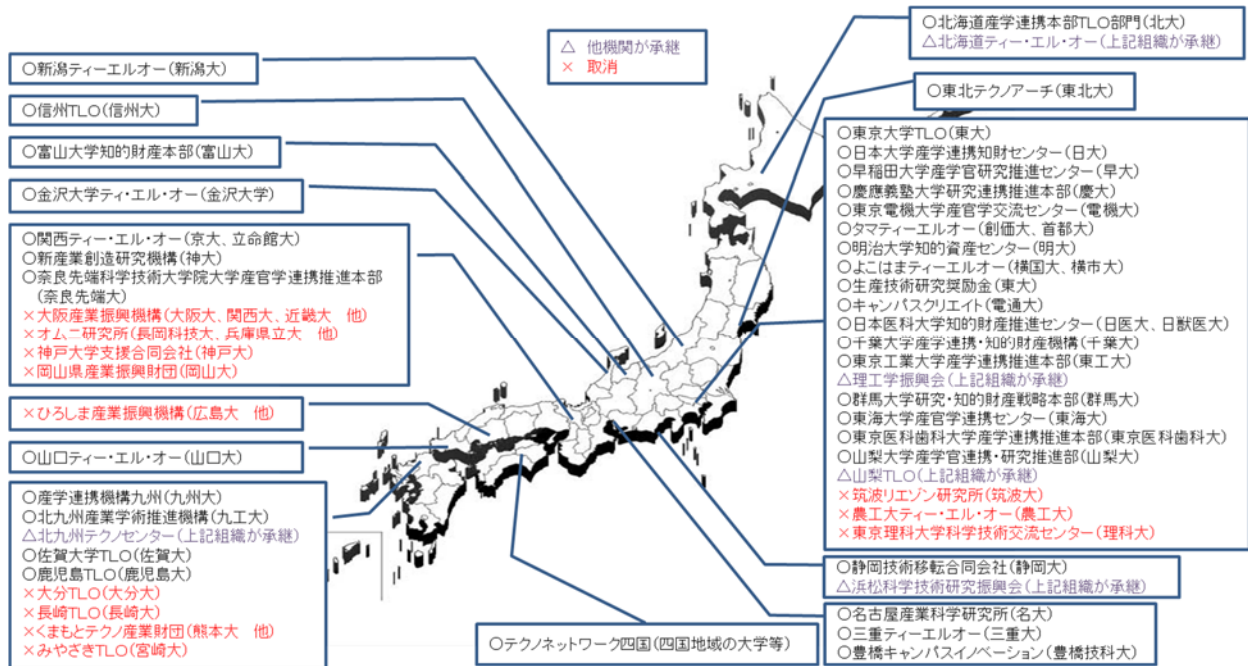 △ 他機関が承継
× 取消
○新潟ティーエルオー(新潟大)
○信州TLO(信州大)
○富山大学知的財産本部(富山大)
○金沢大学ティ・エル・オー(金沢大学)
○関西ティー・エル・オー(京大、立命館大)
○新産業創造研究機構(神大)
○奈良先端科学技術大学院大学産官学連携推進本部
(奈良先端大)
×大阪産業振興機構(大阪大、関西大、近畿大 他)
×オムニ研究所(長岡科技大、兵庫県立大 他)
×神戸大学支援合同会社(神戸大)
×岡山県産業振興財団(岡山大)
×ひろしま産業振興機構(広島大 他)
○山口ティー・エル・オー(山口大)
○産学連携機構九州(九州大)
○北九州産業学術推進機構(九工大)
△北九州テクノセンター(上記組織が承継)
○佐賀大学TLO(佐賀大)
○鹿児島TLO(鹿児島大)
×大分TLO(大分大)
×長崎TLO(長崎大)
×くまもとテクノ産業財団(熊本大 他)
×みやざきTLO(宮崎大)
○テクノネットワーク四国(四国地域の大学等)
○北海道産学連携本部TLO部門(北大)
△北海道ティー・エル・オー(上記組織が承継)
○東北テクノアーチ(東北大)
○東京大学TLO(東大)
○日本大学産学連携知財センター(日大)
○早稲田大学産学官研究推進センター(早大)
○慶應義塾大学研究連携推進本部(慶大)
○東京電機大学産官学交流センター(電機大)
○タマティーエルオー(創価大、首都大)
○明治大学知的資産センター(明大)
○よこはまティーエルオー(横国大、横市大)
○生産技術研究奨励金(東大)
○キャンパスクリエイト(電通大)
○日本医科大学知的財産推進センター(日医大、日獣医大)
○千葉大学産学連携・知的財産機構(千葉大)
○東京工業大学産学連携推進本部(東工大)
△理工学振興会(上記組織が承継)
○群馬大学研究・知的財産戦略本部(群馬大)
○東海大学産官学連携センター(東海大)
○東京医科歯科大学産学連携推進本部(東京医科歯科大)
○山梨大学産学官連携・研究推進部(山梨大)
△山梨TLO(上記組織が承継)
×筑波リエゾン研究所(筑波大)
×農工大ティー・エル・オー(農工大)
×東京理科大学科学技術交流センター(理科大)
○静岡技術移転合同会社(静岡大)
△浜松科学技術研究振興会(上記組織が承継)
○名古屋産業科学研究所(名大)
○三重ティーエルオー(三重大)
○豊橋キャンパスイノベーション(豊橋技科大)